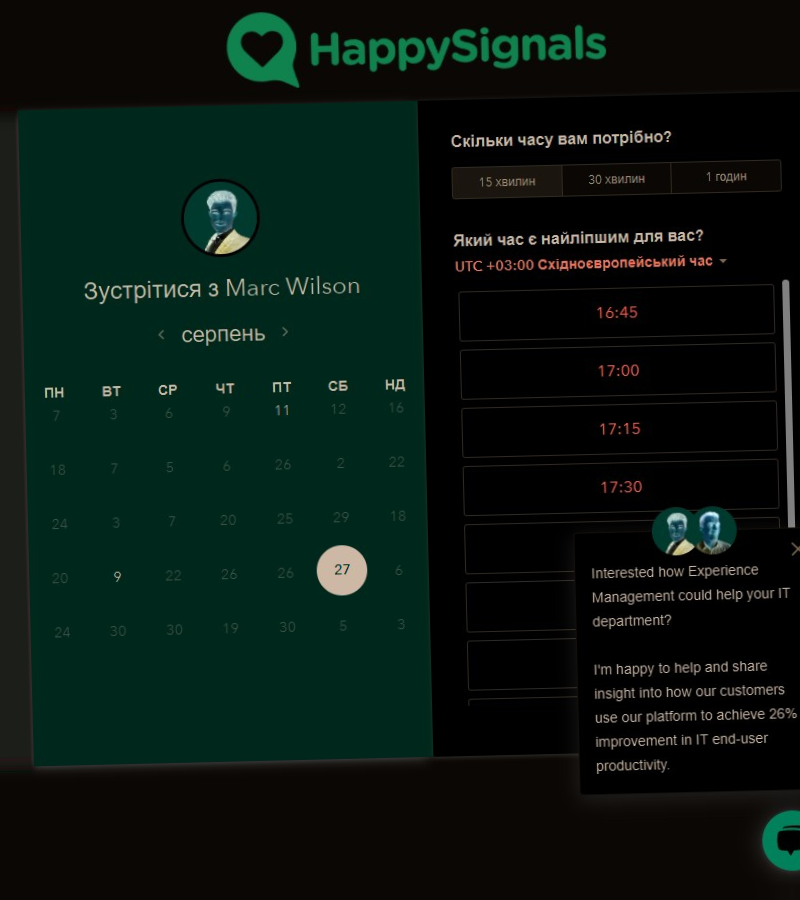 HappySignals
Зустрітися з Marc Wilson
серпень
ПН ВТ СР ЧТ ПТ СБ НД
7 3 6 9 11 12 16
18 7 5 6 26 2 22
24 3 7 20 25 29 18
20 9 22 26 26 27 6
24 30 30 19 30 5 3
Скільки часу вам потрібно?
15 хвилин 30 хвилин 1 годин
Який час є найліпшим для вас?
UTC +03:00 Східноєвропейський час
16:45
17:00
17:15
17:30
Interested how Experience
Management could help your IT
department?
I'm happy to help and share
insight into how our customers
use our platform to achieve 26%
improvement in IT end-user
productivity.